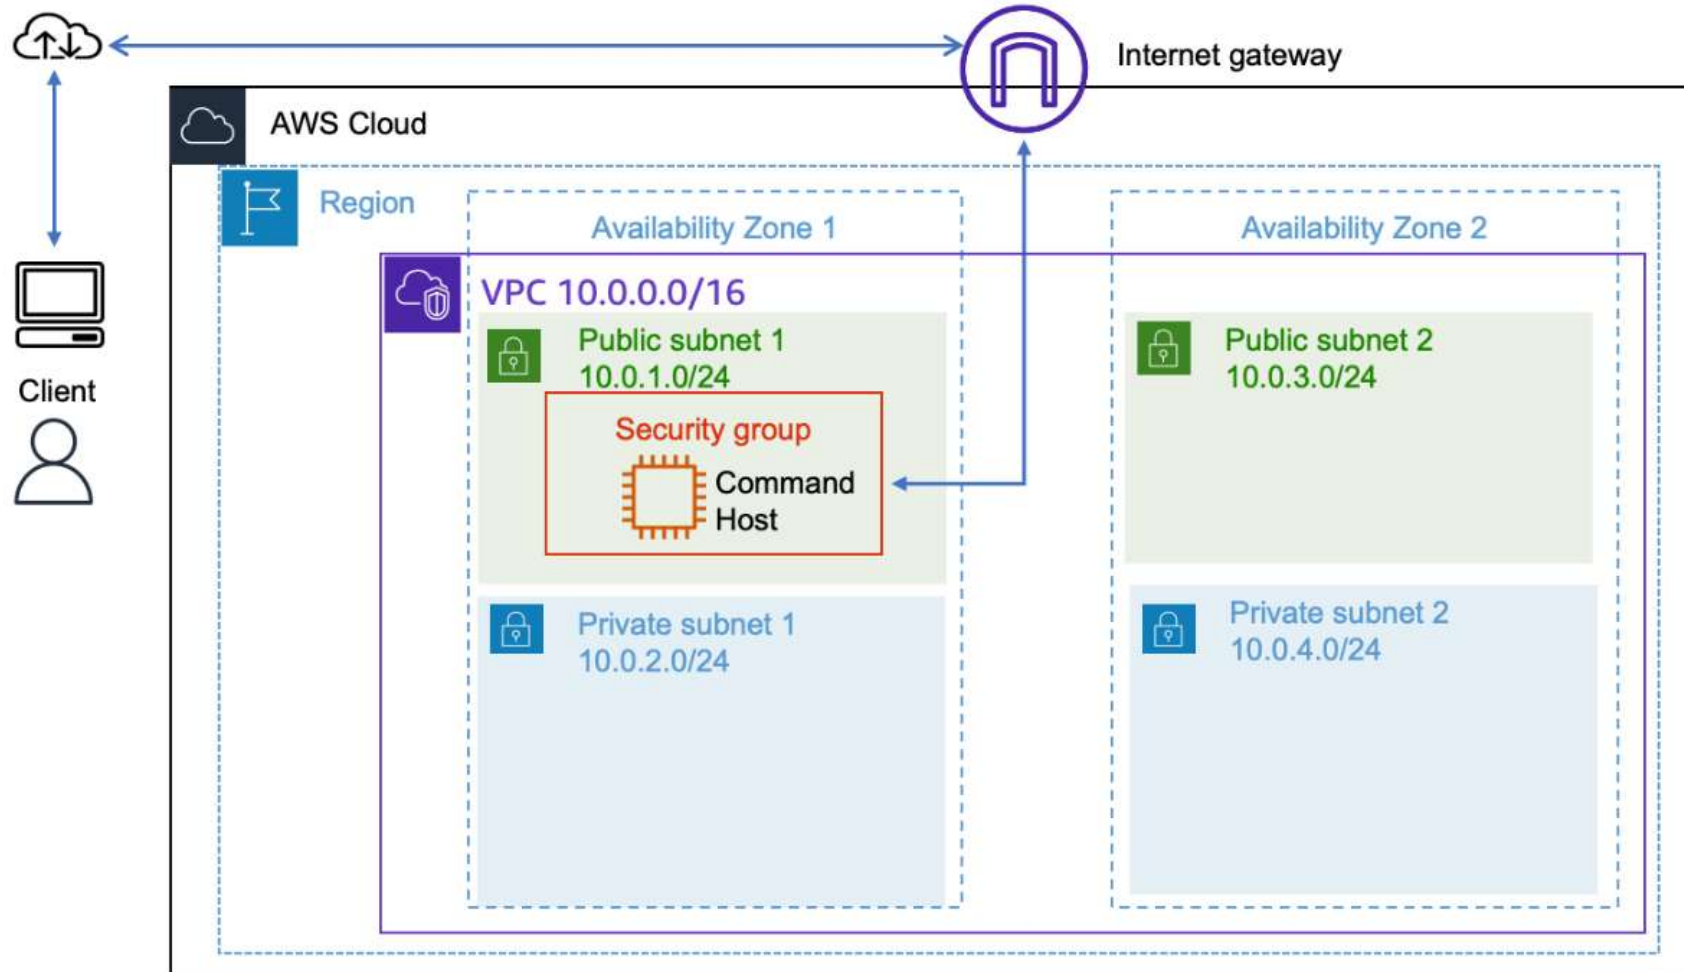 Internet gateway
AWS Cloud
Region
Availability Zone 1
Availability Zone 2
VPC 10.0.0.0/16
Public subnet 1
10.0.1.0/24
Public subnet 2
10.0.3.0/24
Client
Security group
Command
Host
Private subnet 1
10.0.2.0/24
Private subnet 2
10.0.4.0/24